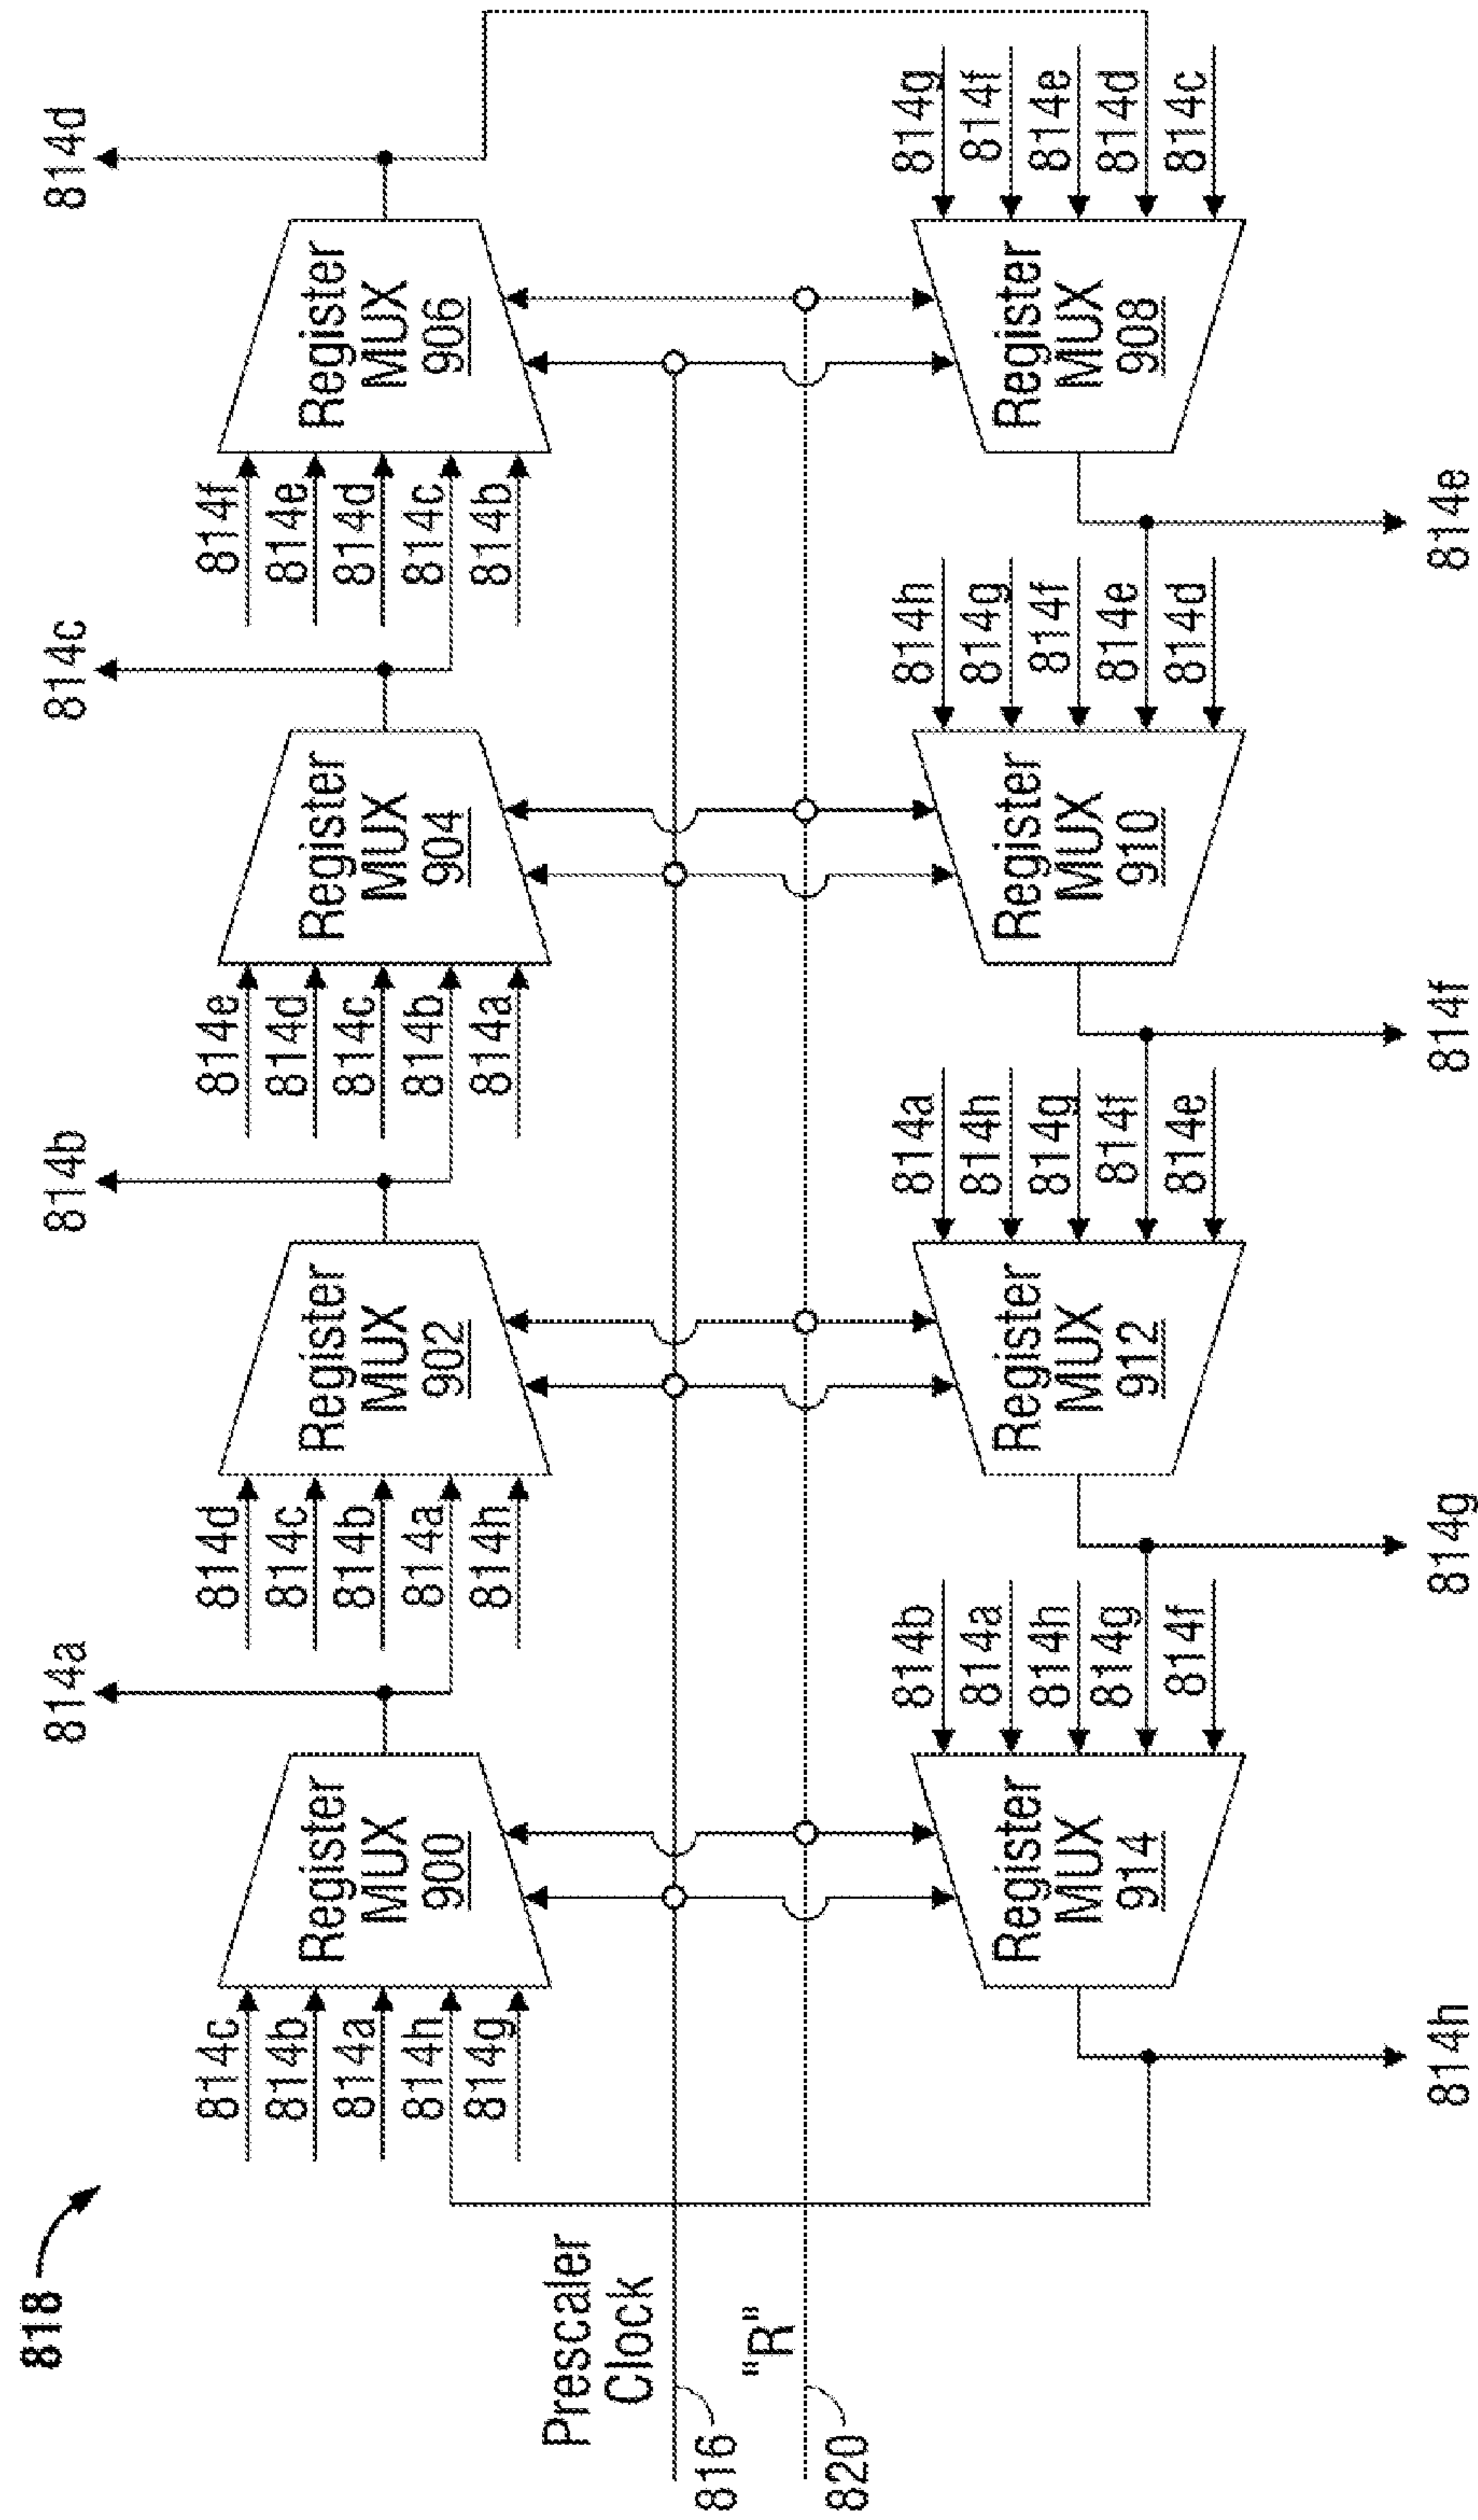 818
814a
814b
814c
814d
814c
814b
814a
814h
814g
Register
MUX
900
814d
814c
814b
814a
814h
Register
MUX
902
814e
814d
814c
814b
814a
Register
MUX
904
814f
814e
814d
814c
814b
Register
MUX
906
Prescaler
Clock
816
"R"
820
Register
MUX
914
814b
814a
814h
814g
814f
Register
MUX
912
814a
814h
814g
814f
814e
Register
MUX
910
814h
814g
814f
814e
814d
Register
MUX
908
814g
814f
814e
814d
814c
814h
814g
814f
814e